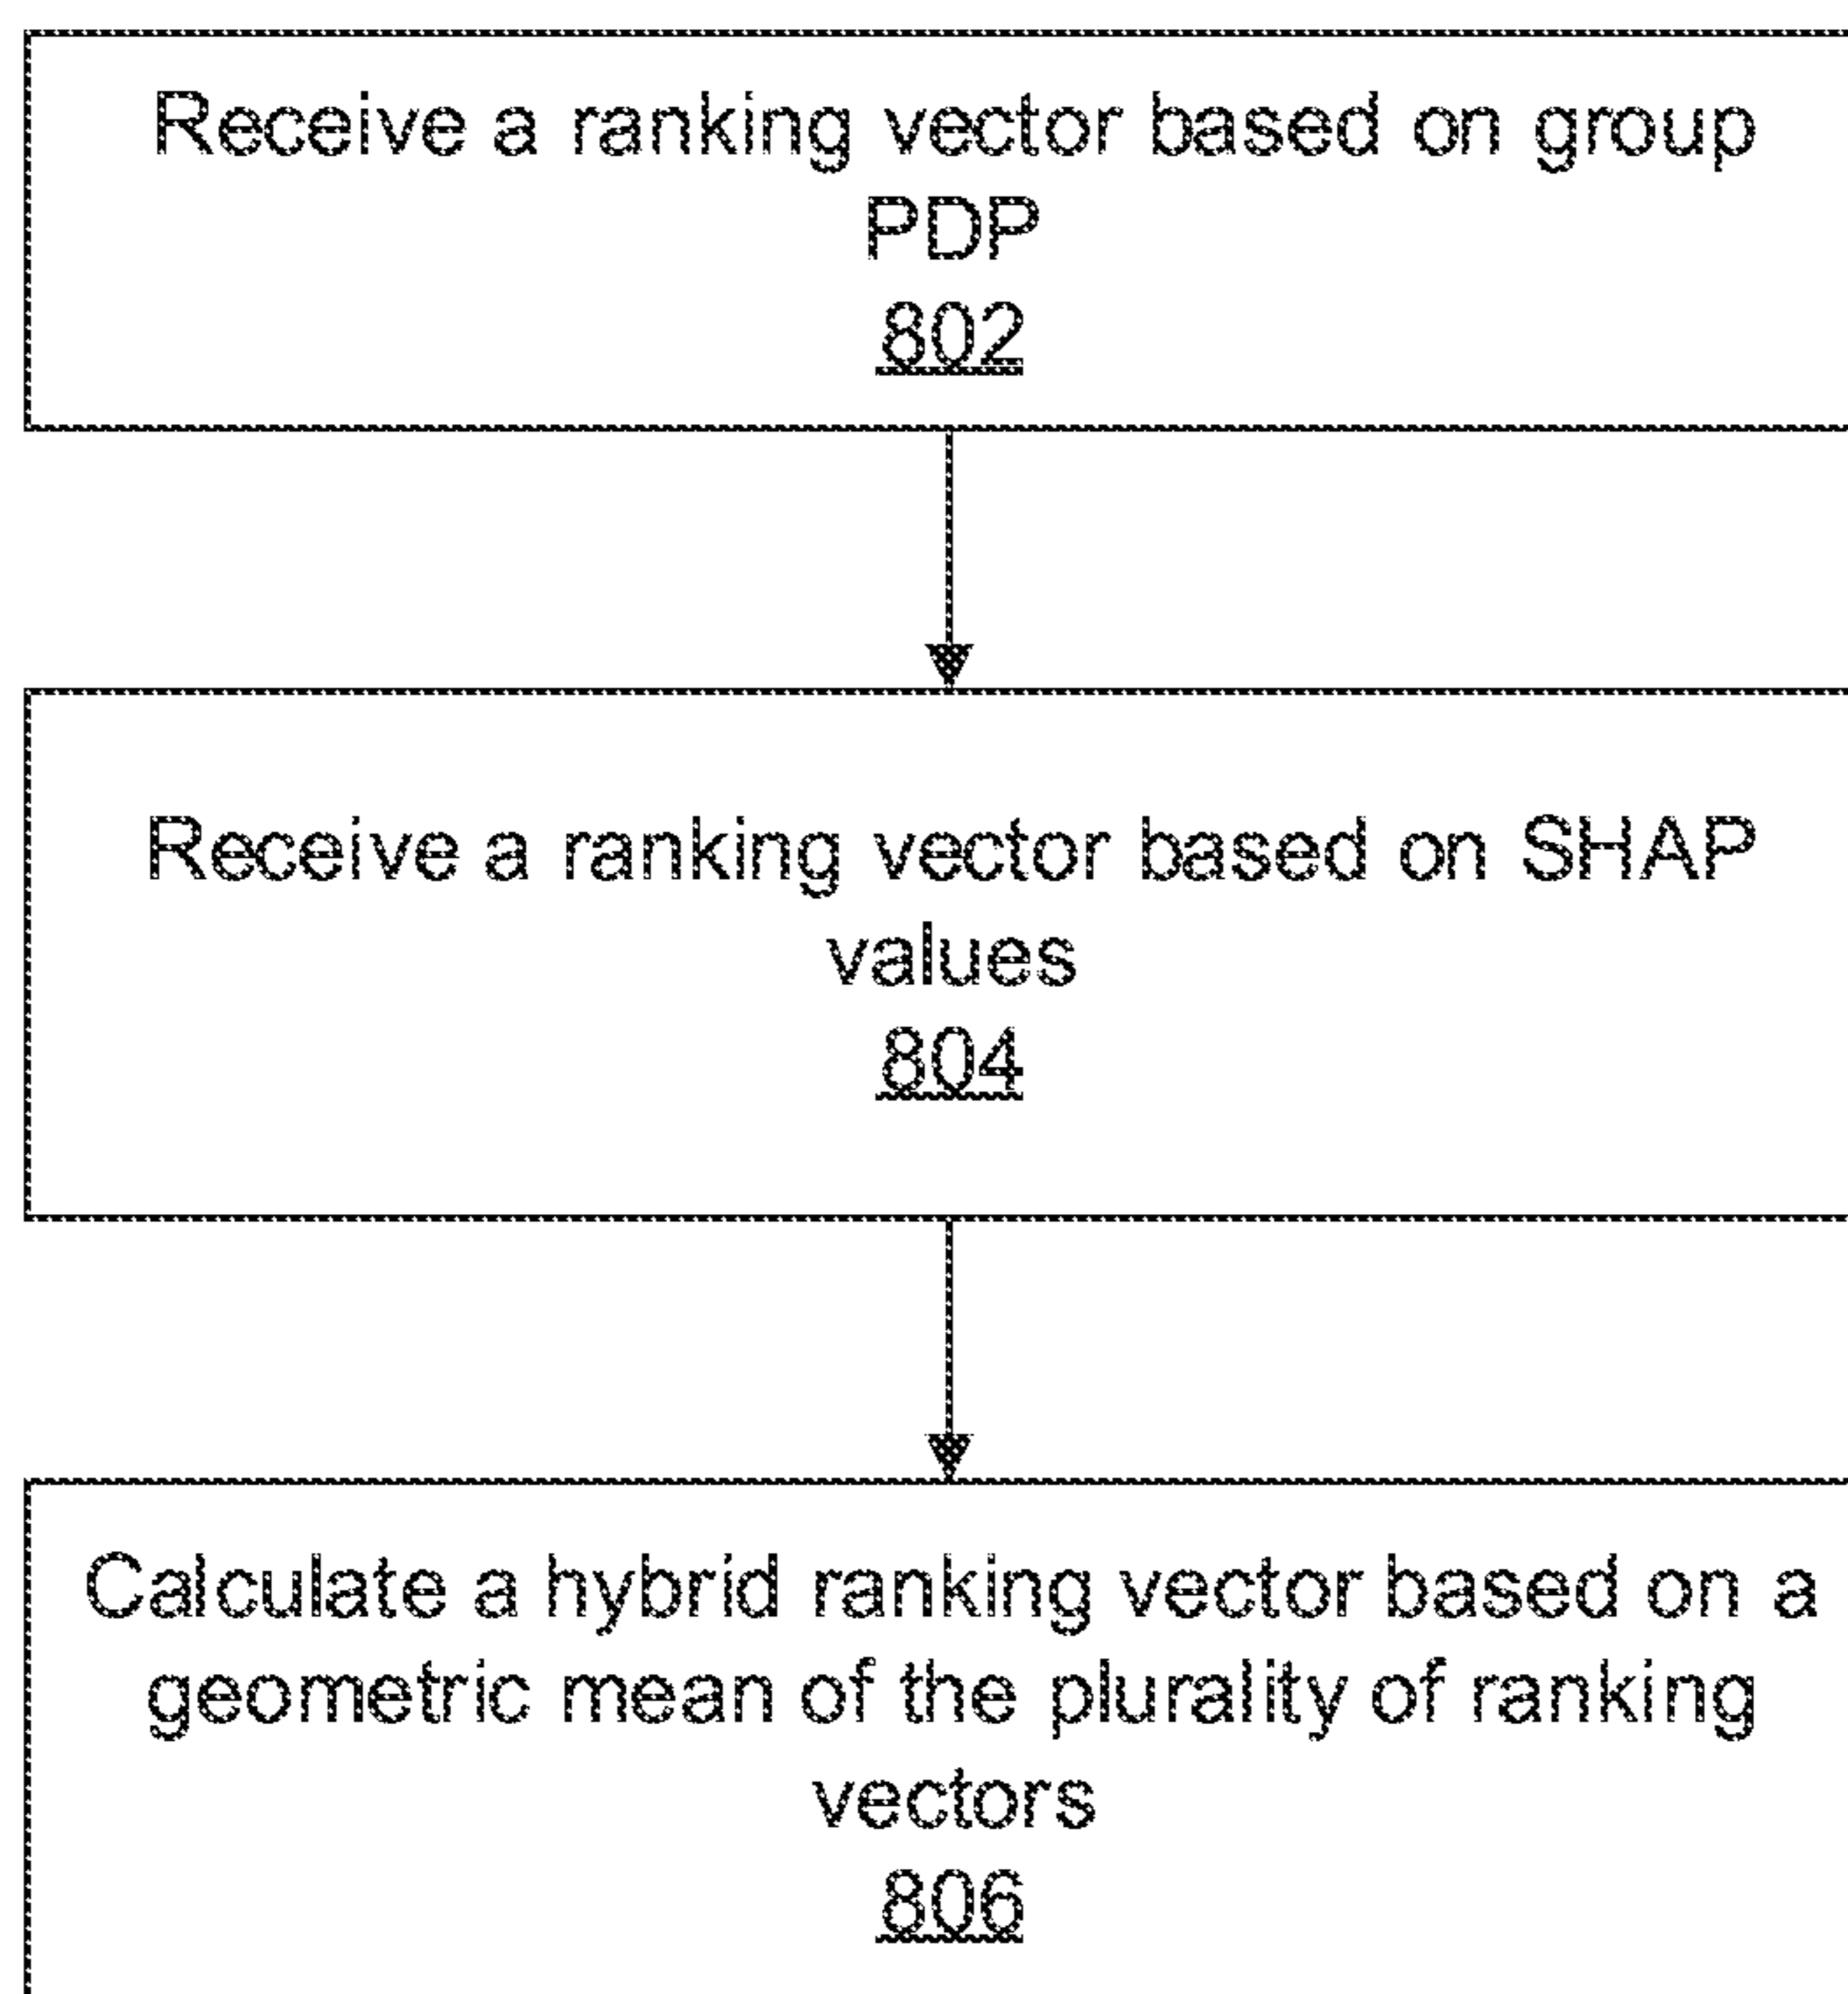 Receive a ranking vector based on group
PDP
802
Receive a ranking vector based on SHAP
values
804
Calculate a hybrid ranking vector based on a
geometric mean of the plurality of ranking
vectors
806